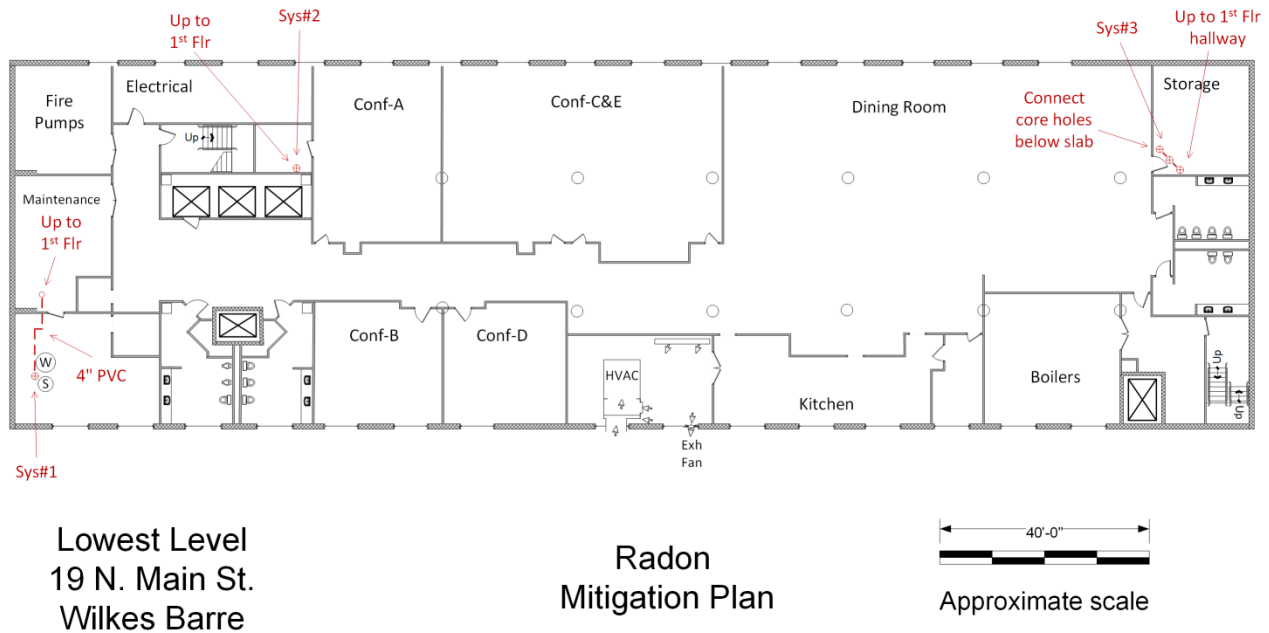 Up to
1st Flr
Sys#2
Sys#3
Up to 1st Flr
hallway
Fire
Pumps
Electrical
Up
Conf-A
Conf-C&E
Dining Room
Connect
core holes
below slab
Storage
Maintenance
Up to
1st Flr
W
S
4" PVC
Sys#1
Conf-B
Conf-D
HVAC
Exh
Fan
Kitchen
Boilers
Up
Up
Lowest Level
19 N. Main St.
Wilkes Barre
Radon
Mitigation Plan
40'-0"
Approximate scale